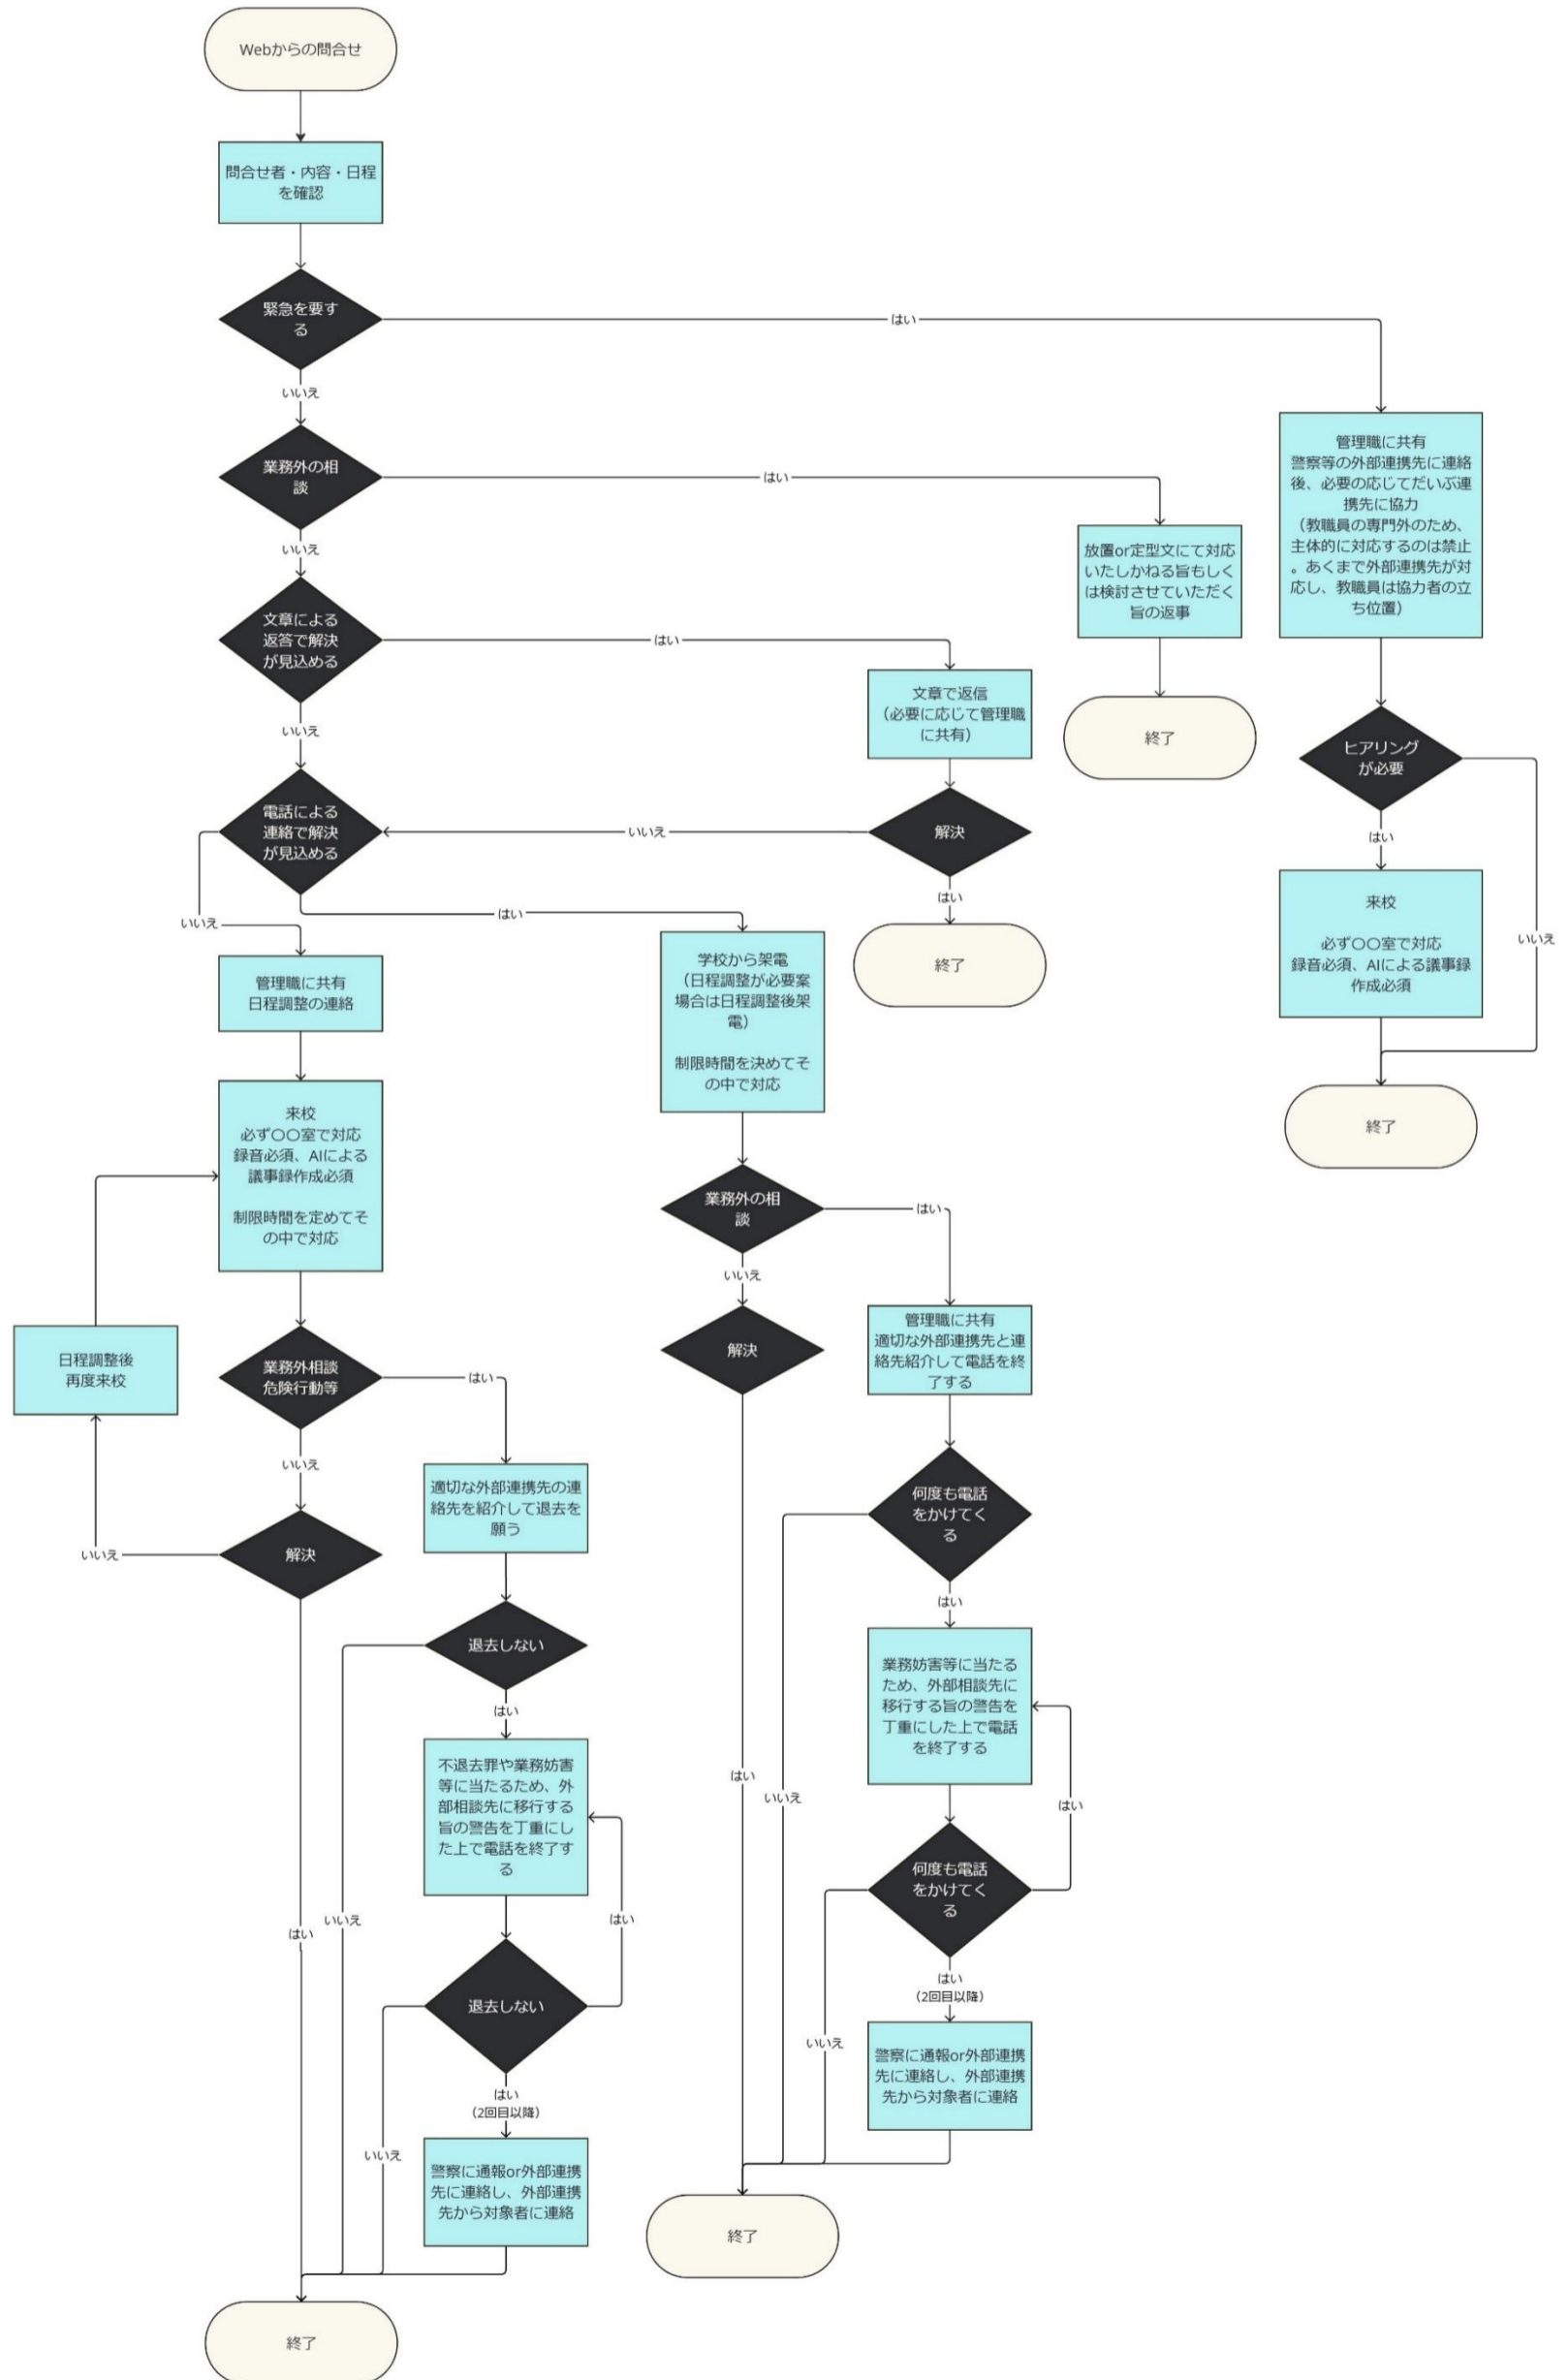 Webからの問合せ
問合せ者・内容・日程
を確認
緊急を要す
る
はい
いいえ
業務外の相
談
はい
いいえ
文章による
返答で解決
が見込める
はい
いいえ
電話による
連絡で解決
が見込める
いいえ
はい
管理職に共有
警察等の外部連携先に連絡
後、必要の応じてだいぶ連
携先に協力
（教職員の専門外のため、
主体的に対応するのは禁止
。あくまで外部連携先が対
応し、教職員は協力者の立
ち位置）
ヒアリング
が必要
はい
いいえ
来校
必ず〇〇室で対応
録音必須、AIによる議事録
作成必須
終了
放置or定型文にて対応
いたしかねる旨もしく
は検討させていただく
旨の返事
終了
文章で返信
（必要に応じて管理職
に共有）
解決
いいえ
はい
終了
管理職に共有
日程調整の連絡
来校
必ず〇〇室で対応
録音必須、AIによる
議事録作成必須
制限時間を定めてそ
の中で対応
日程調整後
再度来校
業務外相談
危険行動等
はい
いいえ
解決
いいえ
はい
適切な外部連携先の連
絡先を紹介して退去を
願う
退去しない
はい
いいえ
不退去罪や業務妨害
等に当たるため、外
部相談先に移行する
旨の警告を丁重にし
た上で電話を終了す
る
はい
退去しない
はい
（2回目以降）
いいえ
警察に通報or外部連携
先に連絡し、外部連携
先から対象者に連絡
終了
学校から架電
（日程調整が必要案
場合は日程調整後架
電）
制限時間を決めてそ
の中で対応
業務外の相
談
はい
いいえ
解決
はい
管理職に共有
適切な外部連携先と連
絡先紹介して電話を終
了する
何度も電話
をかけてく
る
いいえ
はい
業務妨害等に当たる
ため、外部相談先に
移行する旨の警告を
丁重にした上で電話
を終了する
はい
何度も電話
をかけてく
る
はい
（2回目以降）
いいえ
警察に通報or外部連携
先に連絡し、外部連携
先から対象者に連絡
終了